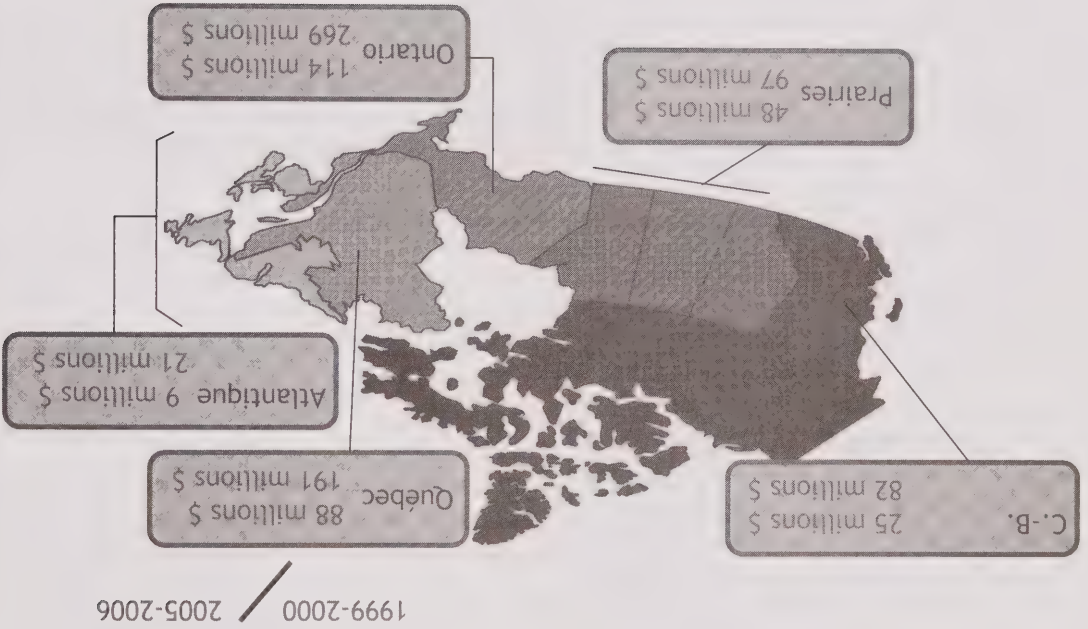 1999-2000 / 2005-2006
C.-B. 25 millions $
82 millions $
Québec 88 millions $
191 millions $
Atlantique 9 millions $
21 millions $
Prairies 48 millions $
97 millions $
Ontario 114 millions $
269 millions $